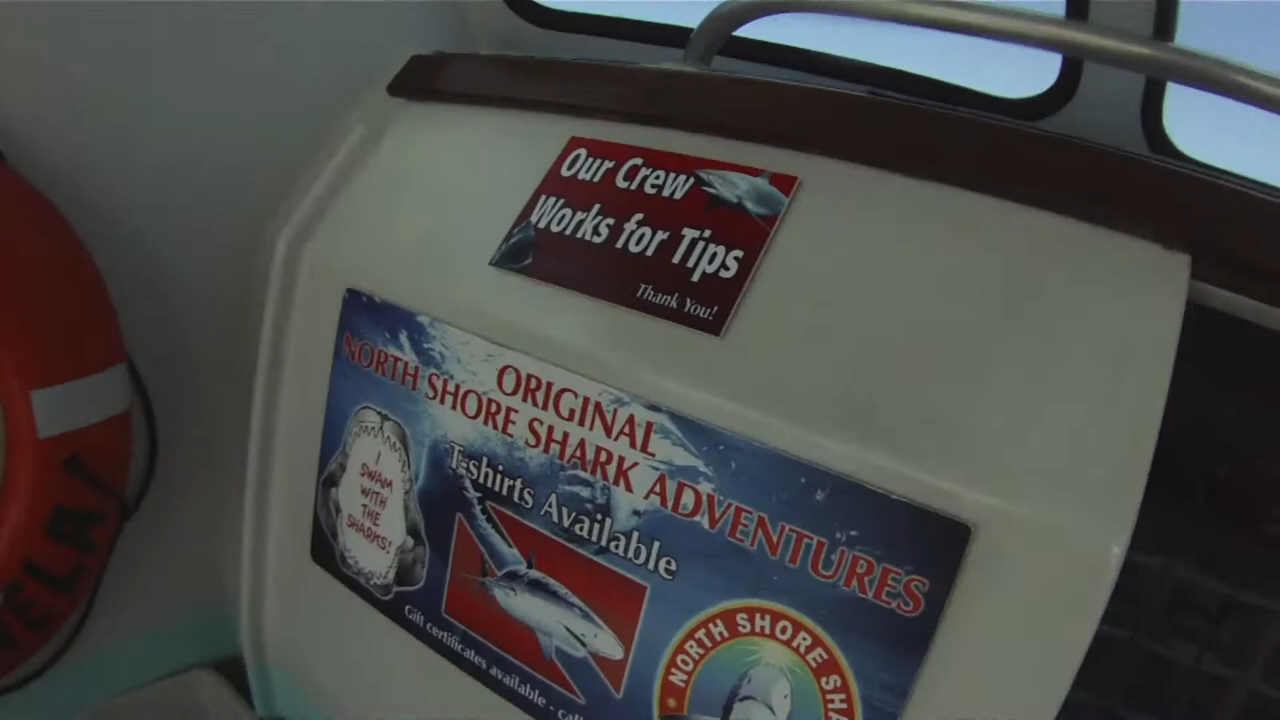 Our Crew
Works for Tips
Thank You!
ORIGINAL
NORTH SHORE SHARK ADVENTURES
T-shirts Available
I
SWAM
WITH
THE
SHARKS!
Gift certificates available - call
NORTH SHORE SHA